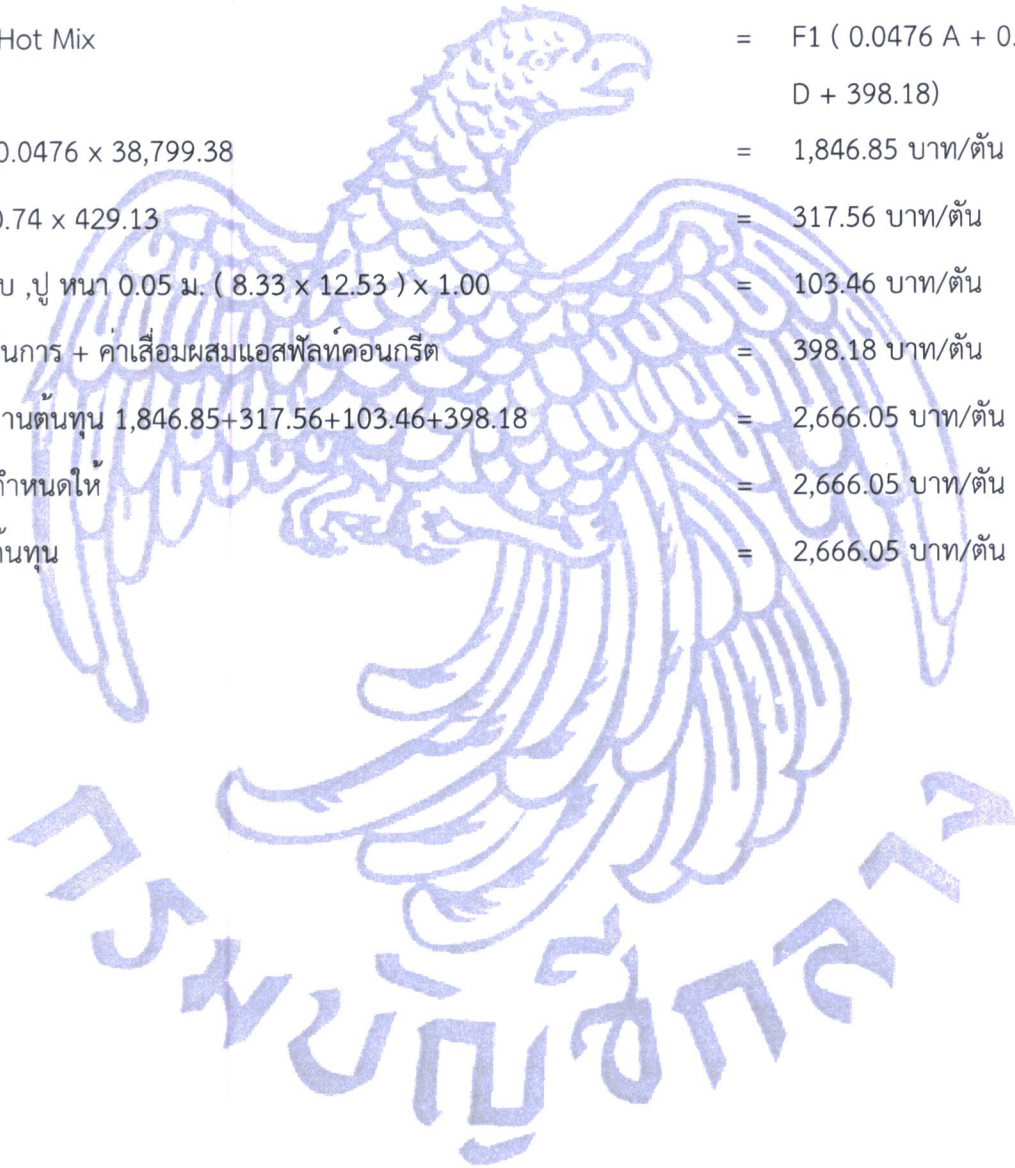 Hot Mix = F1 ( 0.0476 A + 0.
D + 398.18)
0.0476 x 38,799.38 = 1,846.85 บาท/ตัน
0.74 x 429.13 = 317.56 บาท/ตัน
บ ,ปู หนา 0.05 ม. ( 8.33 x 12.53 ) x 1.00 = 103.46 บาท/ตัน
นการ + ค่าเสื่อมผสมแอสฟัลท์คอนกรีต = 398.18 บาท/ตัน
านต้นทุน 1,846.85+317.56+103.46+398.18 = 2,666.05 บาท/ตัน
กำหนดให้ = 2,666.05 บาท/ตัน
้นทุน = 2,666.05 บาท/ตัน
กรมบัญชีกลาง